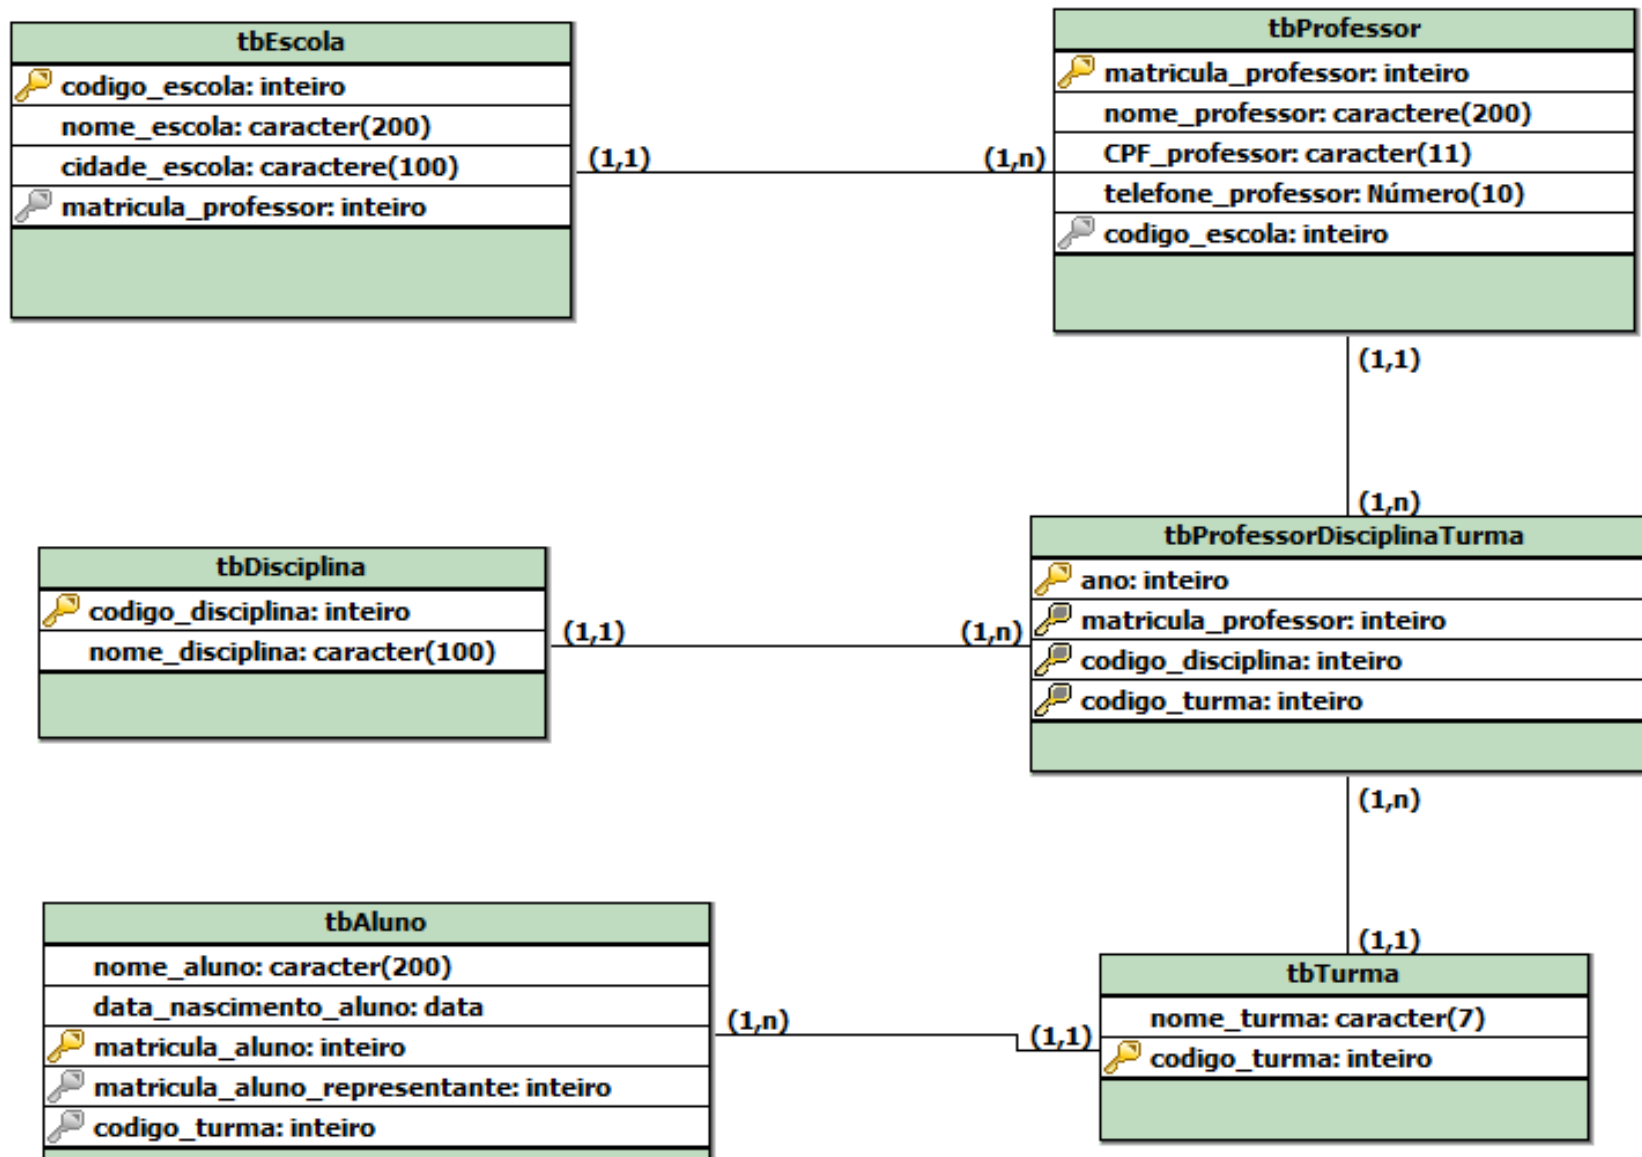 tbEscola
codigo_escola: inteiro
nome_escola: caracter(200)
cidade_escola: caractere(100)
matricula_professor: inteiro
(1,1)
(1,n)
tbProfessor
matricula_professor: inteiro
nome_professor: caractere(200)
CPF_professor: caracter(11)
telefone_professor: Número(10)
codigo_escola: inteiro
(1,1)
(1,n)
tbDisciplina
codigo_disciplina: inteiro
nome_disciplina: caracter(100)
(1,1)
(1,n)
tbProfessorDisciplinaTurma
ano: inteiro
matricula_professor: inteiro
codigo_disciplina: inteiro
codigo_turma: inteiro
(1,n)
(1,1)
tbAluno
nome_aluno: caracter(200)
data_nascimento_aluno: data
matricula_aluno: inteiro
matricula_aluno_representante: inteiro
codigo_turma: inteiro
(1,n)
(1,1)
tbTurma
nome_turma: caracter(7)
codigo_turma: inteiro